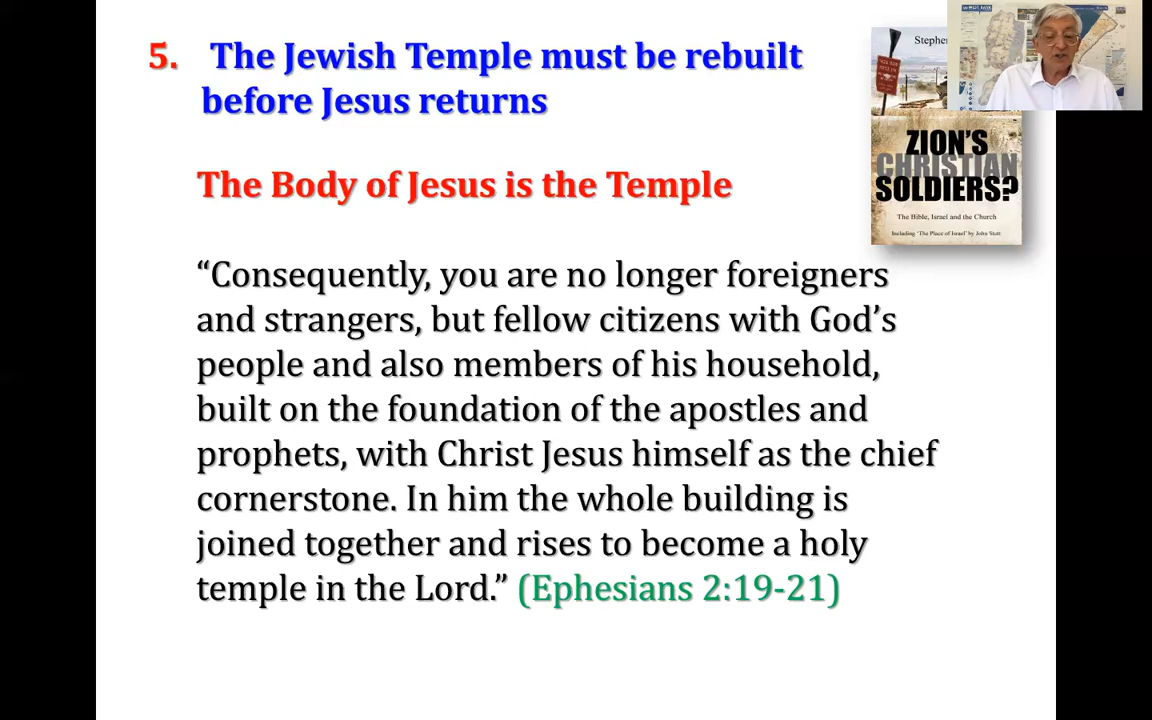 5. The Jewish Temple must be rebuilt
before Jesus returns
The Body of Jesus is the Temple
“Consequently, you are no longer foreigners
and strangers, but fellow citizens with God’s
people and also members of his household,
built on the foundation of the apostles and
prophets, with Christ Jesus himself as the chief
cornerstone. In him the whole building is
joined together and rises to become a holy
temple in the Lord.” (Ephesians 2:19-21)
Stephe
ZION’S
CHRISTIAN
SOLDIERS?
The Bible, Israel and the Church
Including ‘The Place of Israel’ by John Stott